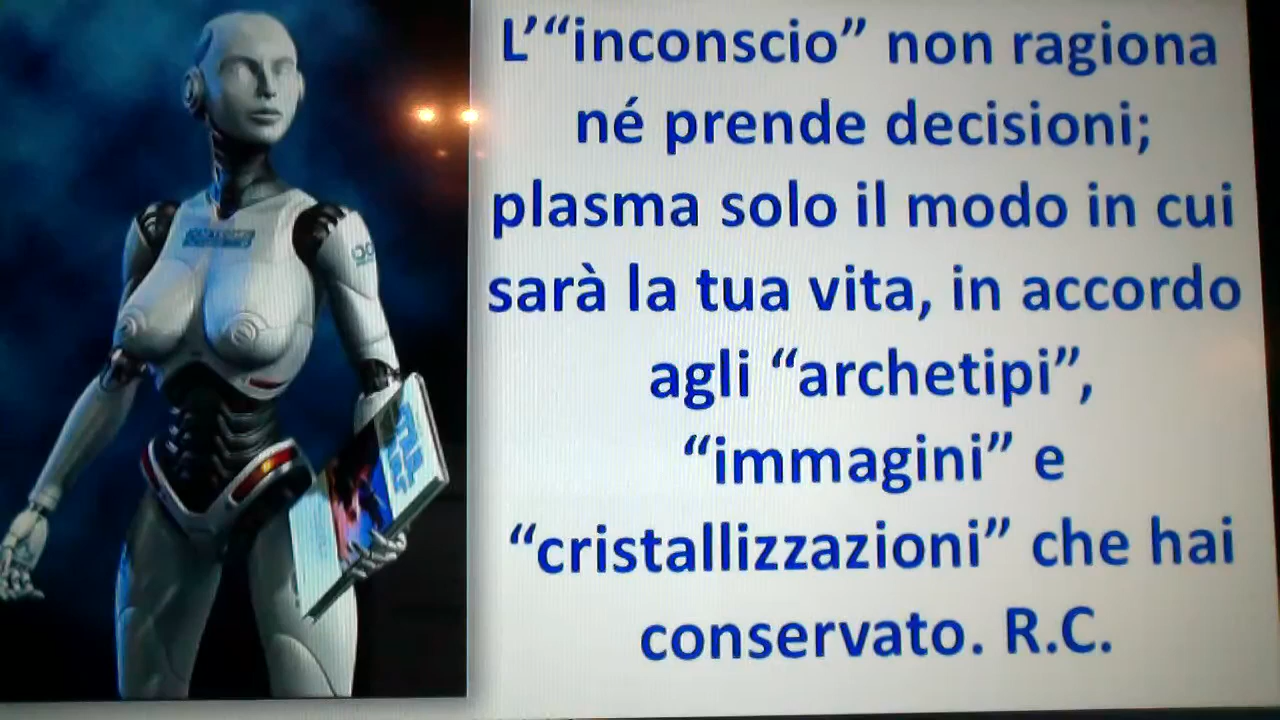 L’“inconscio” non ragiona
né prende decisioni;
plasma solo il modo in cui
sarà la tua vita, in accordo
agli “archetipi”,
“immagini” e
“cristallizzazioni” che hai
conservato. R.C.